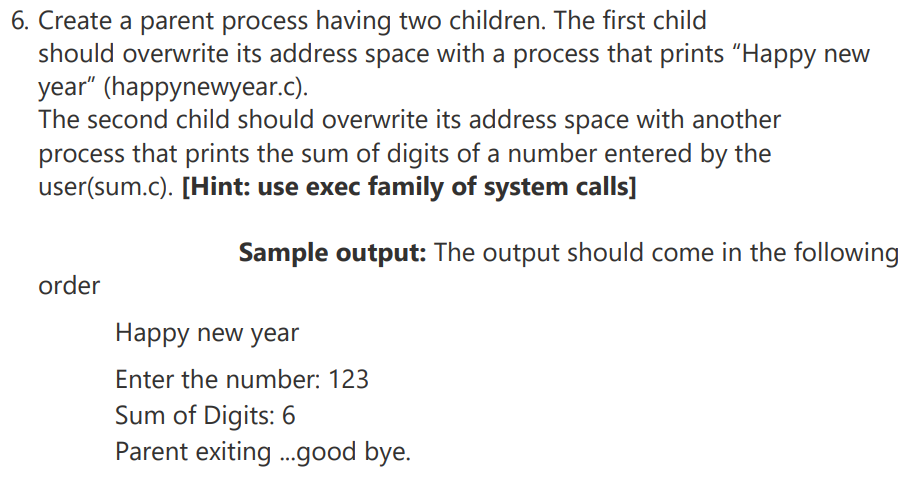 6. Create a parent process having two children. The first child
should overwrite its address space with a process that prints “Happy new
year” (happynewyear.c).
The second child should overwrite its address space with another
process that prints the sum of digits of a number entered by the
user(sum.c). [Hint: use exec family of system calls]
Sample output: The output should come in the following
order
Happy new year
Enter the number: 123
Sum of Digits: 6
Parent exiting ...good bye.